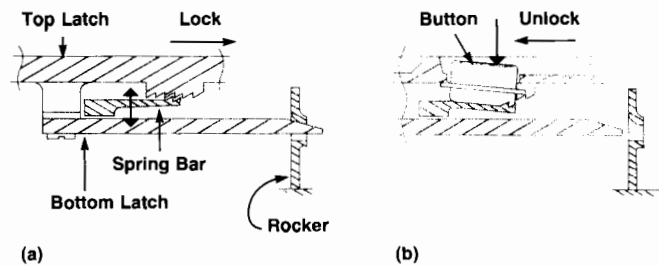 Top Latch
Lock
Spring Bar
Bottom Latch
Rocker
(a)
Button
Unlock
(b)